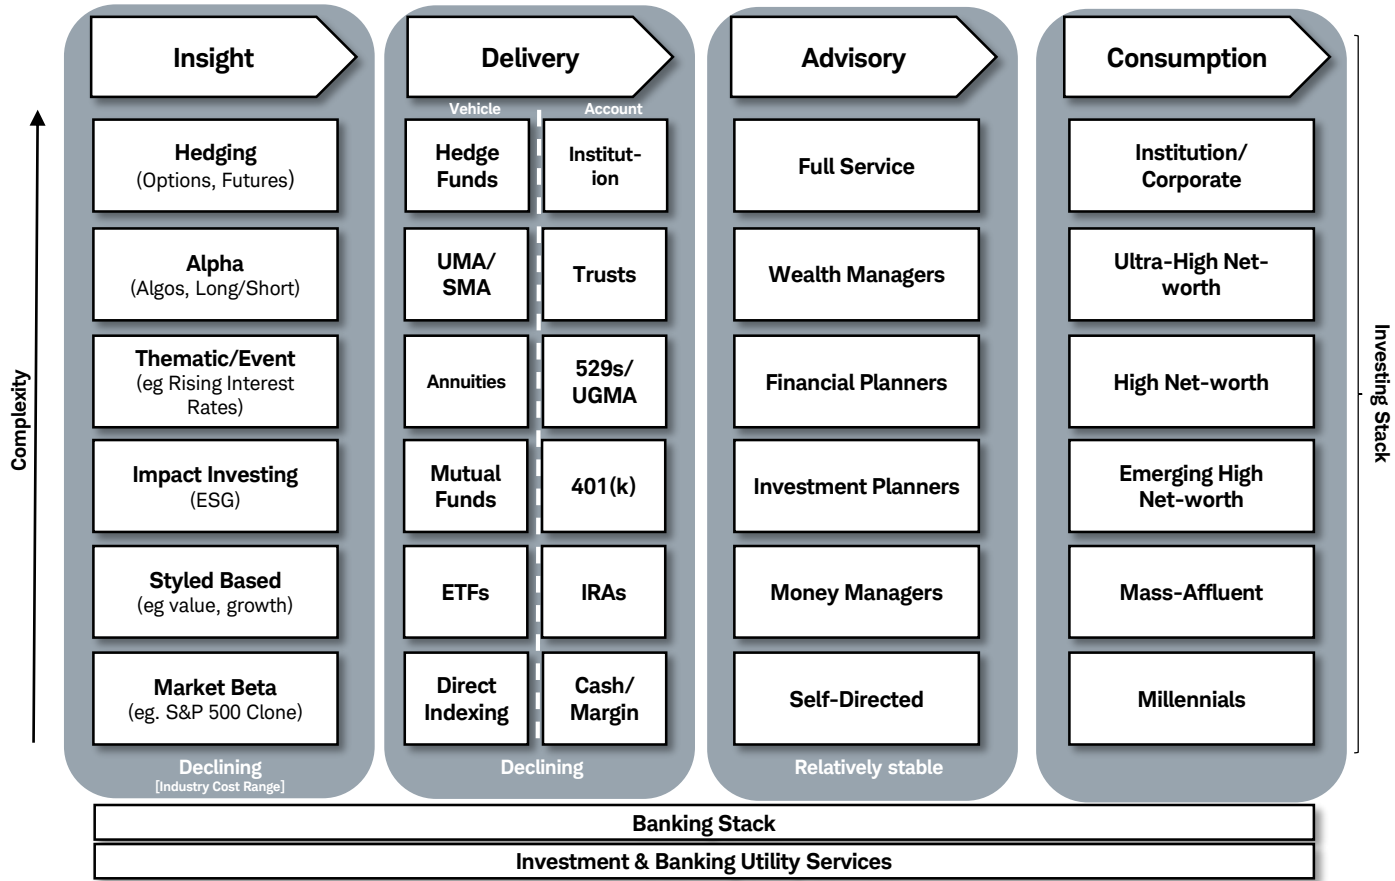 Insight
Delivery
Advisory
Consumption
Vehicle
Account
Complexity
Hedging
(Options, Futures)
Hedge
Funds
Institut-
ion
Full Service
Institution/
Corporate
Alpha
(Algos, Long/Short)
UMA/
SMA
Trusts
Wealth Managers
Ultra-High Net-
worth
Thematic/Event
(eg Rising Interest
Rates)
Annuities
529s/
UGMA
Financial Planners
High Net-worth
Investing Stack
Impact Investing
(ESG)
Mutual
Funds
401(k)
Investment Planners
Emerging High
Net-worth
Styled Based
(eg value, growth)
ETFs
IRAs
Money Managers
Mass-Affluent
Market Beta
(eg. S&P 500 Clone)
Direct
Indexing
Cash/
Margin
Self-Directed
Millennials
Declining
[Industry Cost Range]
Declining
Relatively stable
Banking Stack
Investment & Banking Utility Services